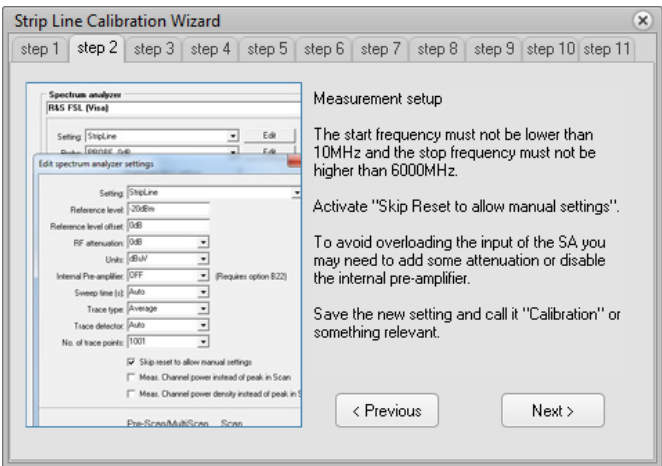 Strip Line Calibration Wizard
step 1 step 2 step 3 step 4 step 5 step 6 step 7 step 8 step 9 step 10 step 11
Spectrum analyzer
R&S FSL (Visa)
Setting: StripLine Edit
PROBE_0dB Edit
Edit spectrum analyzer settings
Setting: StripLine
Reference level: -20dBm
Reference level offset: 0dB
RF attenuation: 0dB
Units: dBuV
Internal Pre-amplifier: OFF (Requires option B22)
Sweep time (s): Auto
Trace type: Average
Trace detector: Auto
No. of trace points: 1001
Skip reset to allow manual settings
Meas. Channel power instead of peak in Scan
Meas. Channel power density instead of peak in S
Pre-Scan/MultiScan Scan
Measurement setup
The start frequency must not be lower than
10MHz and the stop frequency must not be
higher than 6000MHz.
Activate "Skip Reset to allow manual settings".
To avoid overloading the input of the SA you
may need to add some attenuation or disable
the internal pre-amplifier.
Save the new setting and call it "Calibration" or
something relevant.
< Previous Next >